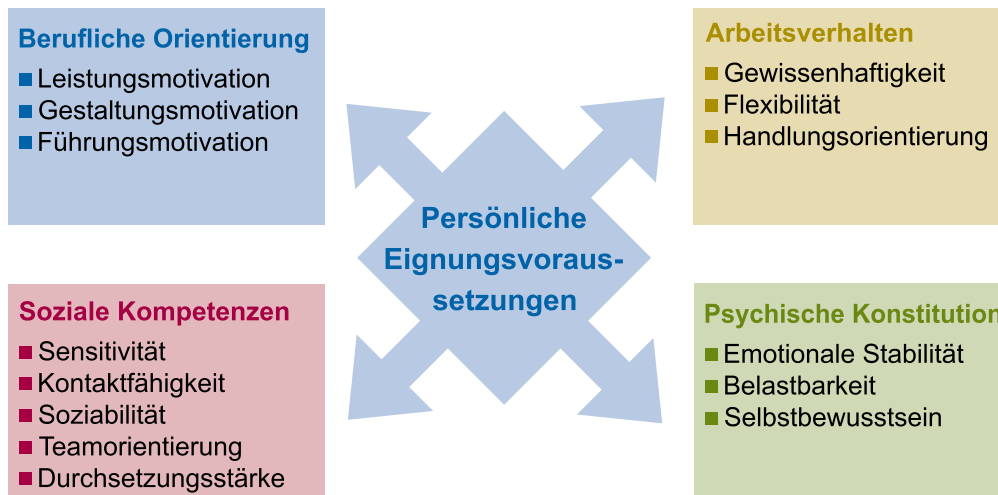 Berufliche Orientierung
Leistungsmotivation
Gestaltungsmotivation
Führungsmotivation
Arbeitsverhalten
Gewissenhaftigkeit
Flexibilität
Handlungsorientierung
Persönliche
Eignungsvoraus-
setzungen
Soziale Kompetenzen
Sensitivität
Kontaktfähigkeit
Soziabilität
Teamorientierung
Durchsetzungsstärke
Psychische Konstitution
Emotionale Stabilität
Belastbarkeit
Selbstbewusstsein